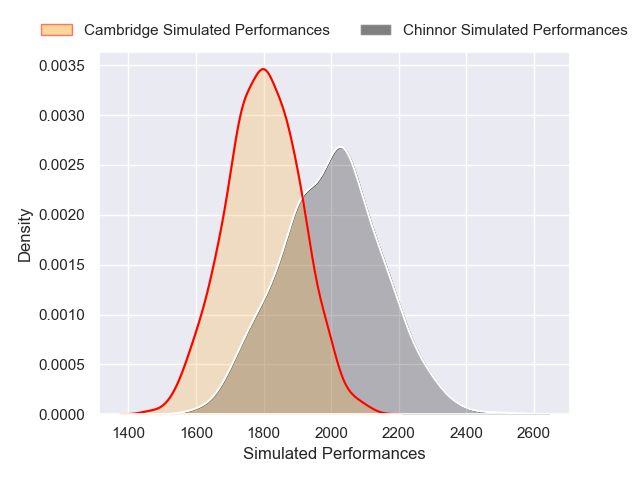 Cambridge Simulated Performances Chinnor Simulated Performances
0.0035
0.0030
0.0025
0.0020
0.0015
0.0010
0.0005
0.0000
Density
1400 1600 1800 2000 2200 2400 2600
Simulated Performances